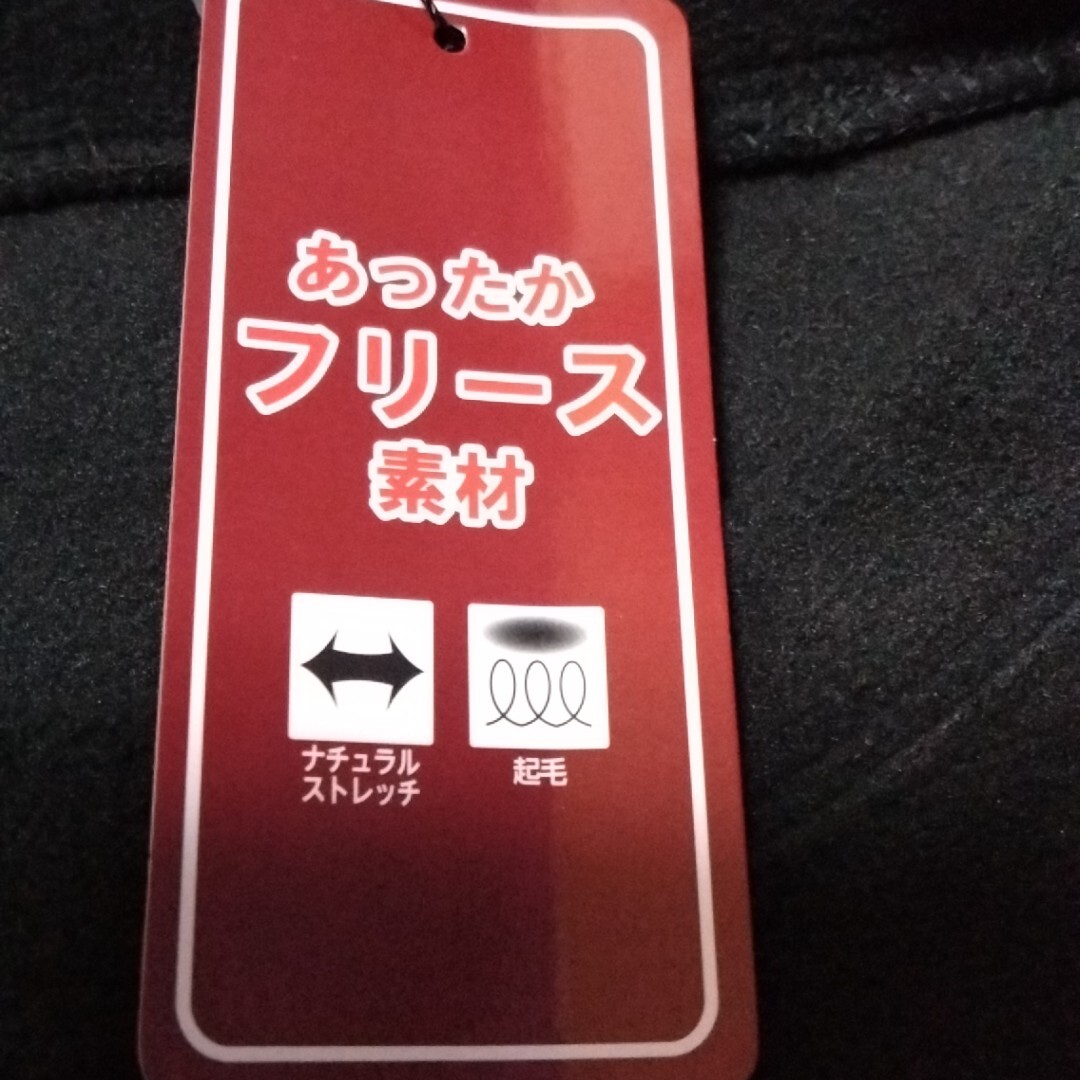 あったか
フリース
素材
ナチュラル
ストレッチ
起毛